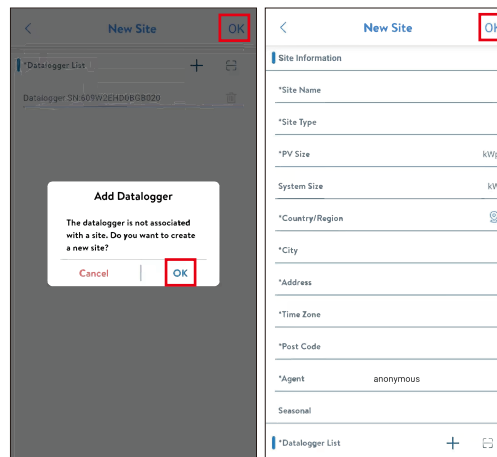 New Site
OK
*Datalogger List
Datalogger SN:609W2EHD0BGB020
Add Datalogger
The datalogger is not associated
with a site. Do you want to create
a new site?
Cancel
OK
New Site
OK
Site Information
*Site Name
*Site Type
*PV Size
kWp
System Size
kW
*Country/Region
*City
*Address
*Time Zone
*Post Code
*Agent
anonymous
Seasonal
*Datalogger List